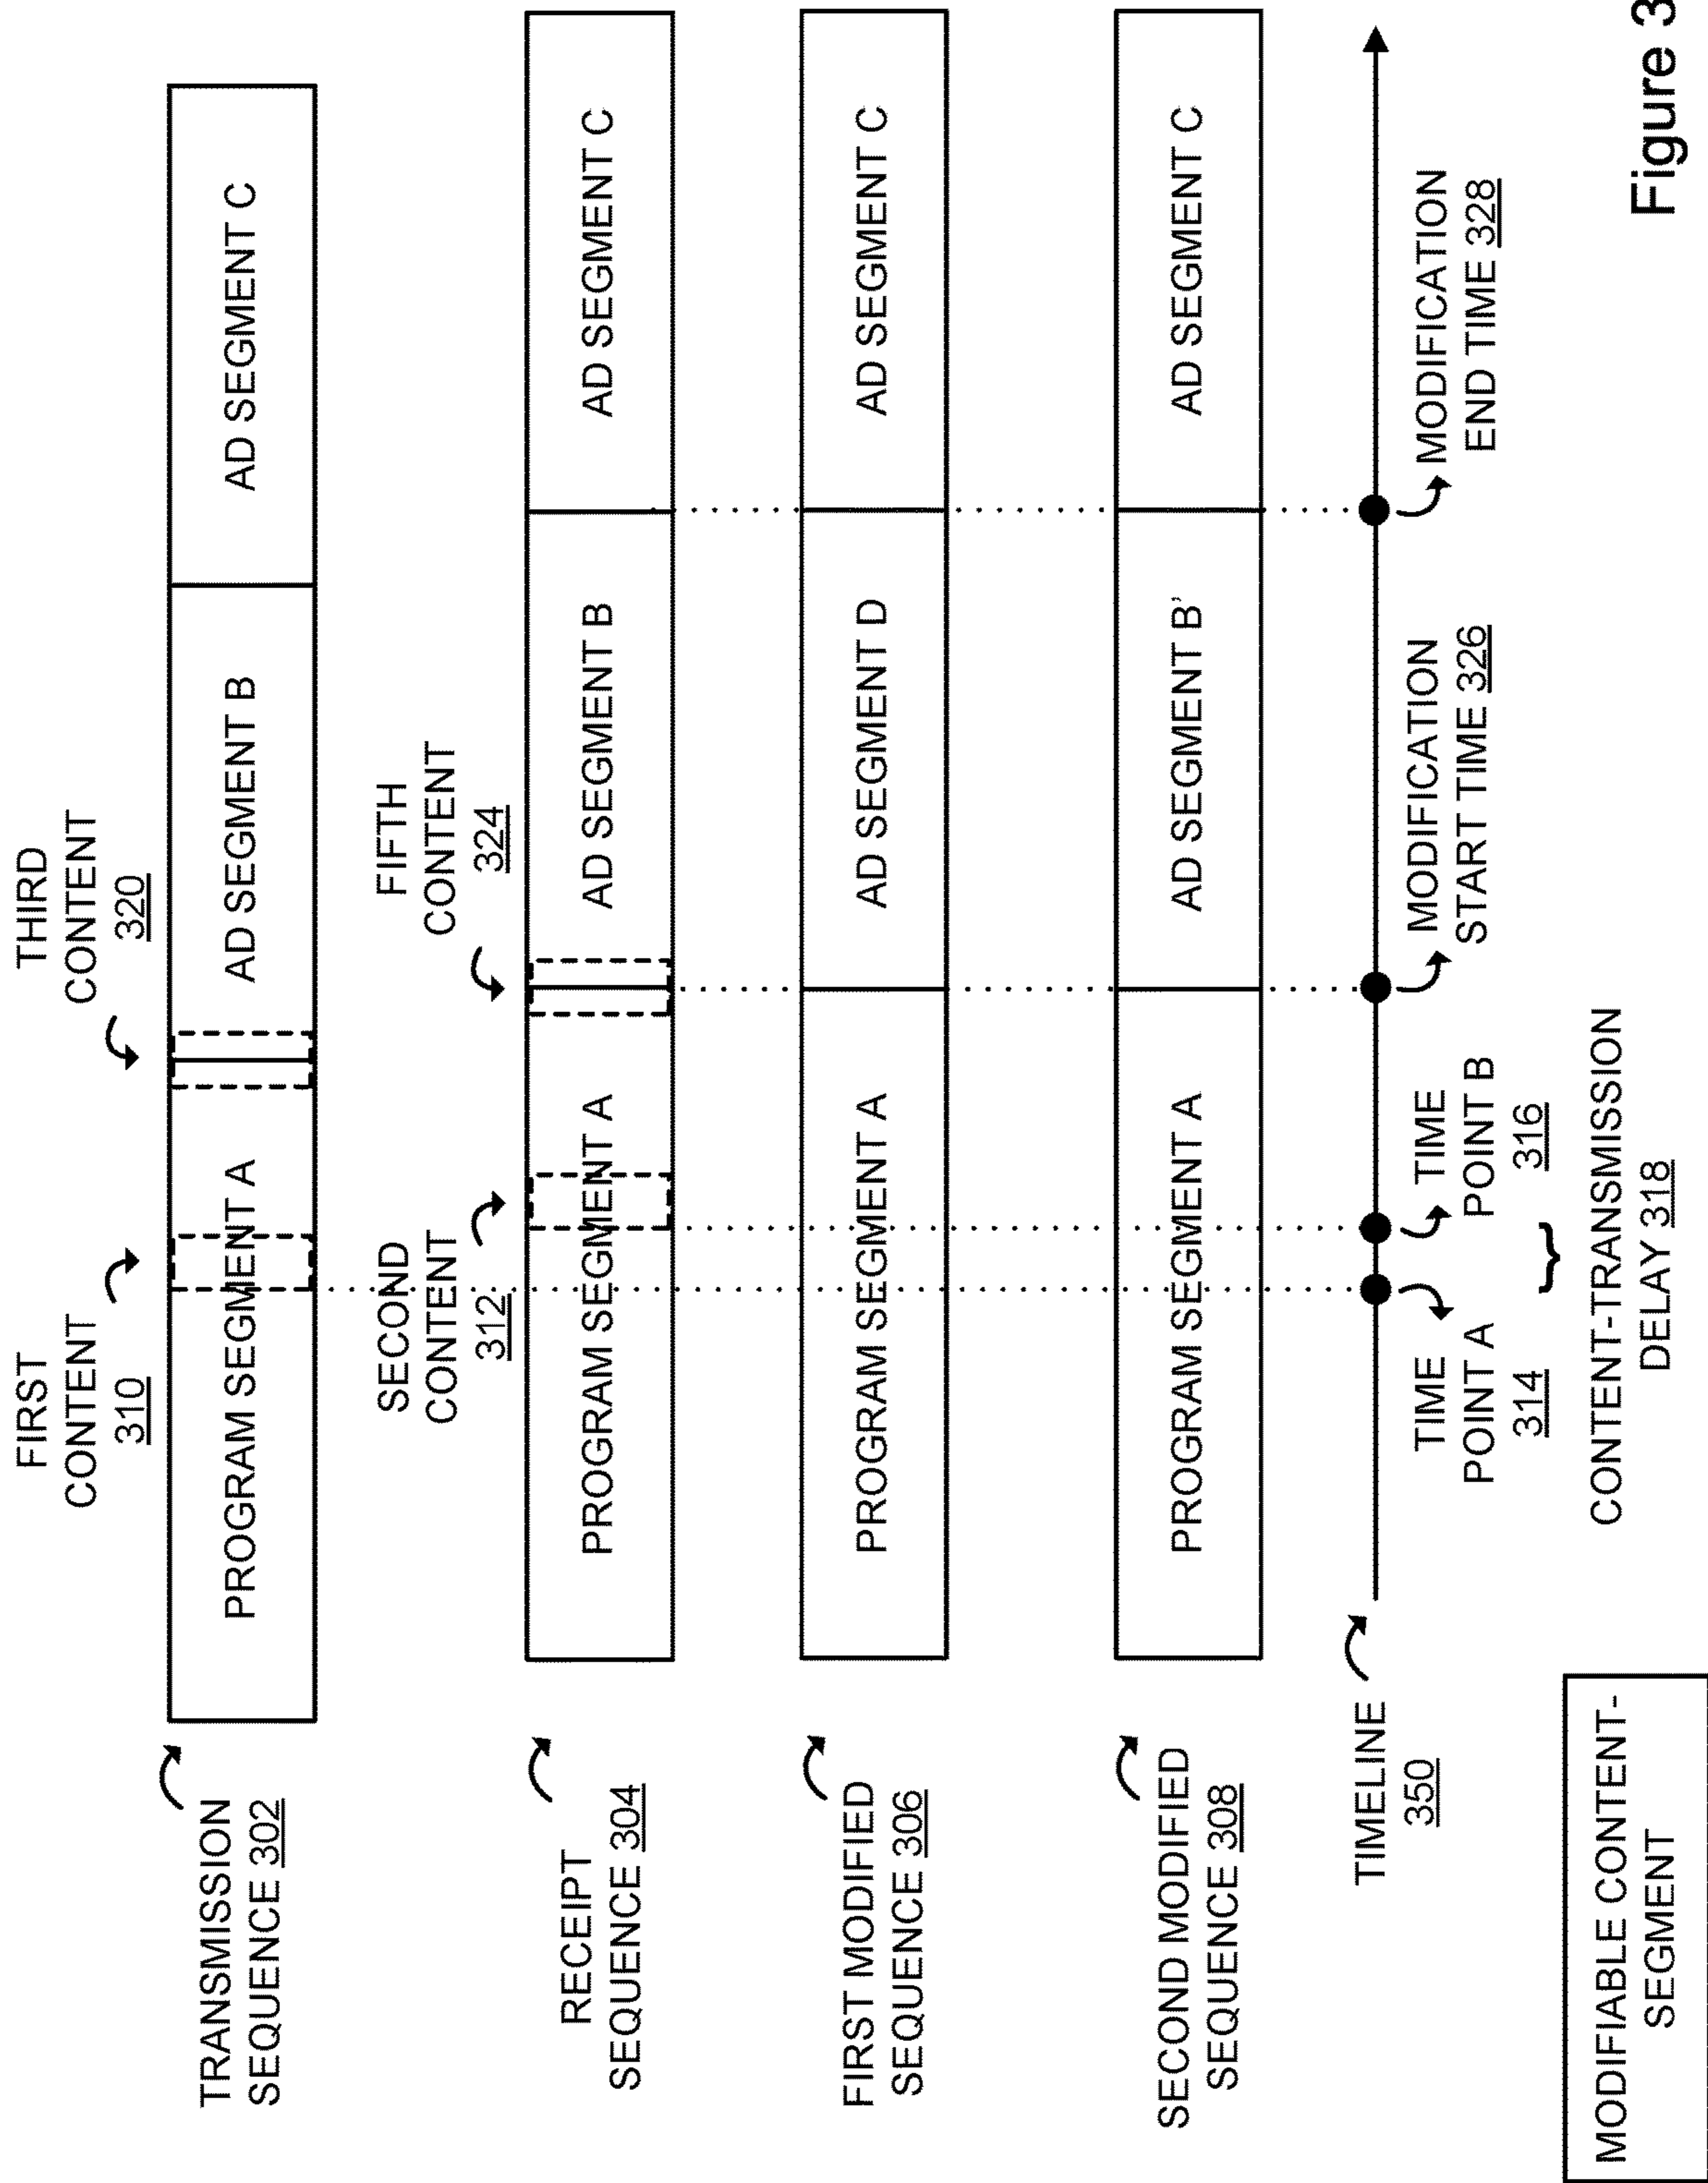 FIRST
CONTENT
310
THIRD
CONTENT
320
TRANSMISSION
SEQUENCE 302
PROGRAM SEGMENT A
AD SEGMENT B
AD SEGMENT C
SECOND
CONTENT
312
FIFTH
CONTENT
324
RECEIPT
SEQUENCE 304
PROGRAM SEGMENT A
AD SEGMENT B
AD SEGMENT C
FIRST MODIFIED
SEQUENCE 306
PROGRAM SEGMENT A
AD SEGMENT D
AD SEGMENT C
SECOND MODIFIED
SEQUENCE 308
PROGRAM SEGMENT A
AD SEGMENT B'
AD SEGMENT C
TIMELINE
350
TIME
POINT A
314
TIME
POINT B
316
MODIFICATION
START TIME 326
MODIFICATION
END TIME 328
CONTENT-TRANSMISSION
DELAY 318
MODIFIABLE CONTENT-
SEGMENT
Figure 3